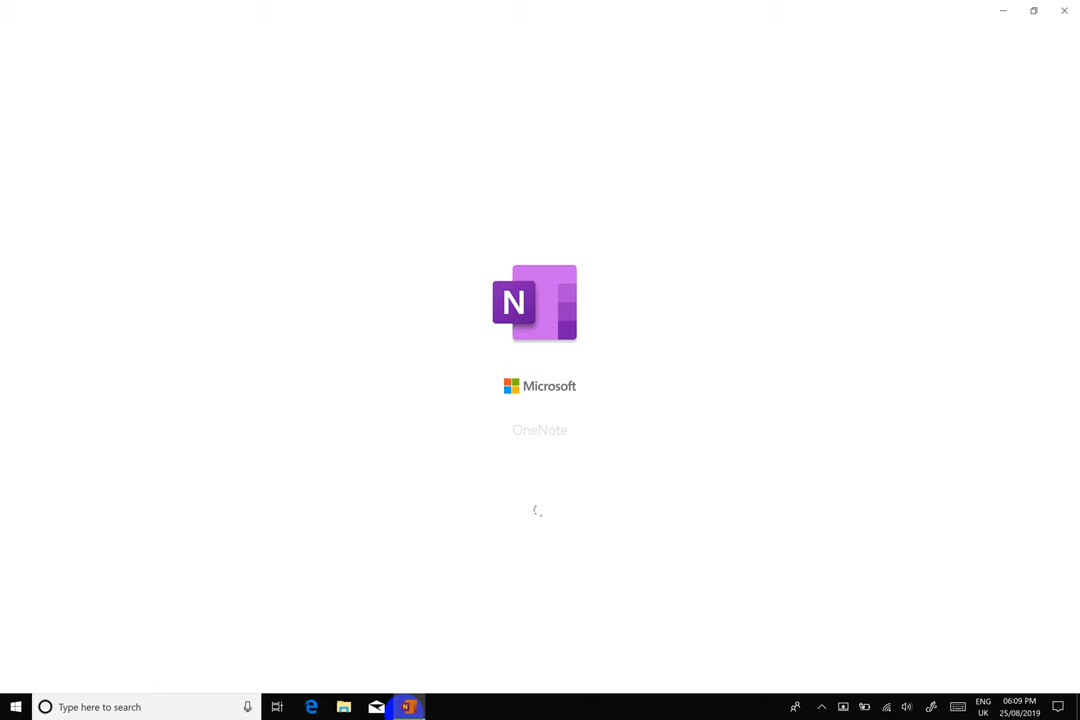 N
Microsoft
OneNote
Type here to search
N
ENG
UK
06:09 PM
25/08/2019